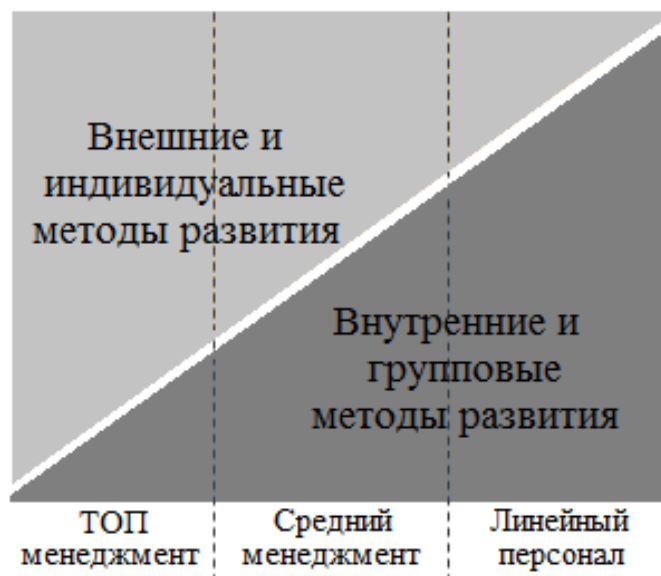 Внешние и
индивидуальные
методы развития
Внутренние и
групповые
методы развития
ТОП
менеджмент
Средний
менеджмент
Линейный
персонал